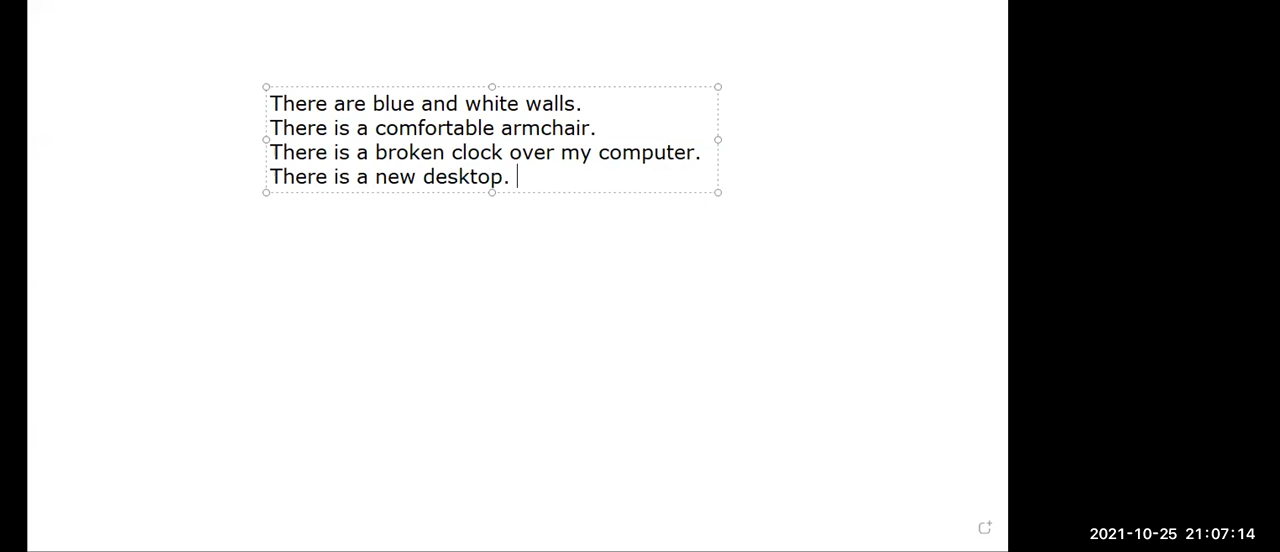 There are blue and white walls.
There is a comfortable armchair.
There is a broken clock over my computer.
There is a new desktop.
2021-10-25 21:07:14